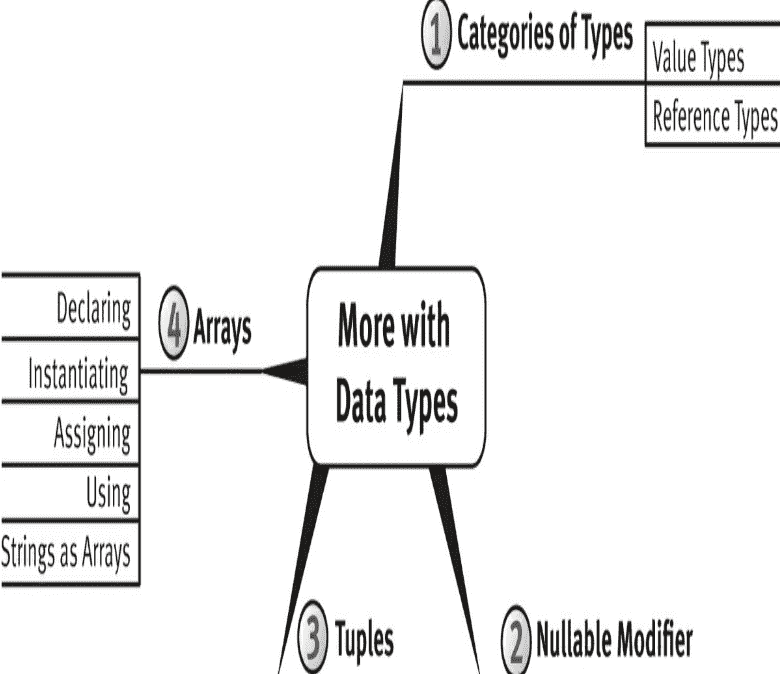 1 Categories of Types
Value Types
Reference Types
4 Arrays
Declaring
Instantiating
Assigning
Using
Strings as Arrays
More with
Data Types
3 Tuples
2 Nullable Modifier